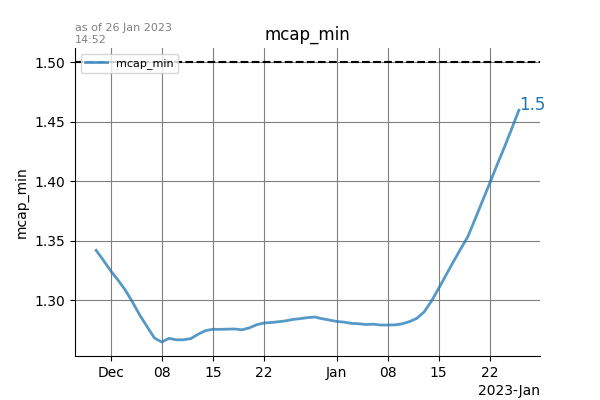 as of 26 Jan 2023
14:52
mcap_min
mcap_min
1.50
1.5
1.45
1.40
1.35
1.30
mcap_min
Dec 08 15 22 Jan 08 15 22
2023-Jan